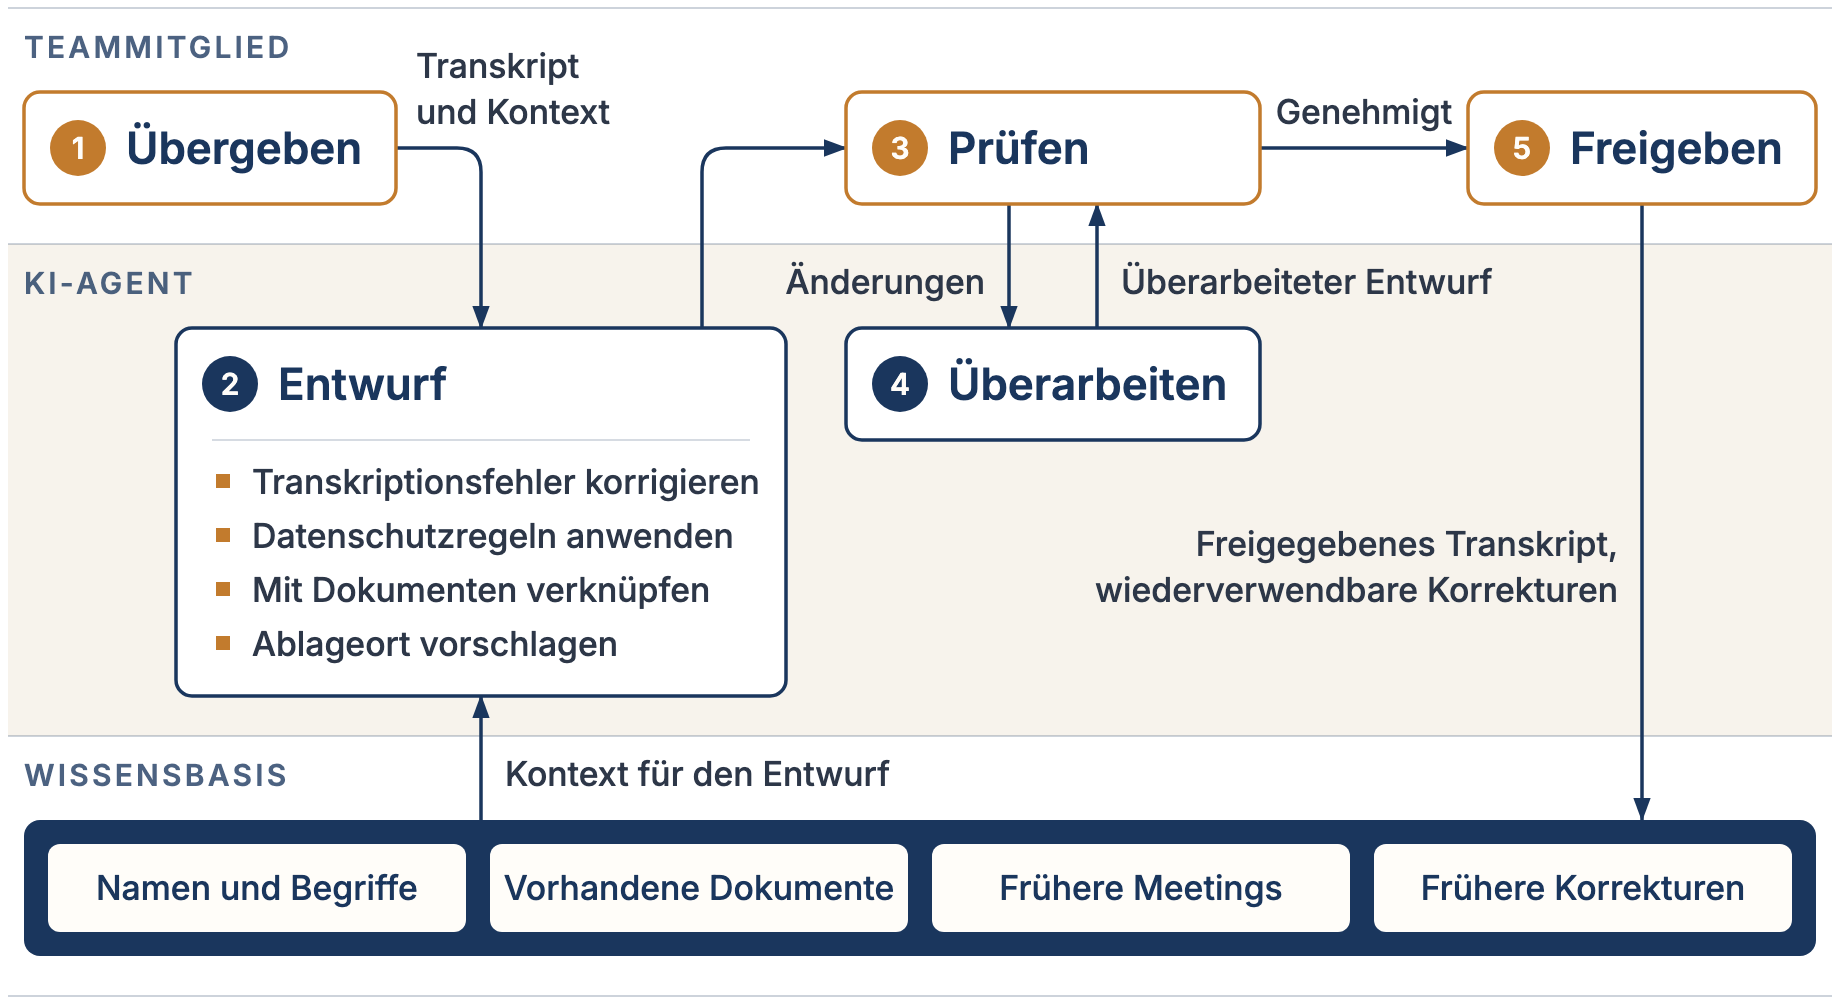 TEAMMITGLIED
Transkript
und Kontext
1 Übergeben
3 Prüfen
Genehmigt
5 Freigeben
KI-AGENT
Änderungen
Überarbeiteter Entwurf
2 Entwurf
Transkriptionsfehler korrigieren
Datenschutzregeln anwenden
Mit Dokumenten verknüpfen
Ablageort vorschlagen
4 Überarbeiten
Freigegebenes Transkript,
wiederverwendbare Korrekturen
WISSENSBASIS
Kontext für den Entwurf
Namen und Begriffe
Vorhandene Dokumente
Frühere Meetings
Frühere Korrekturen